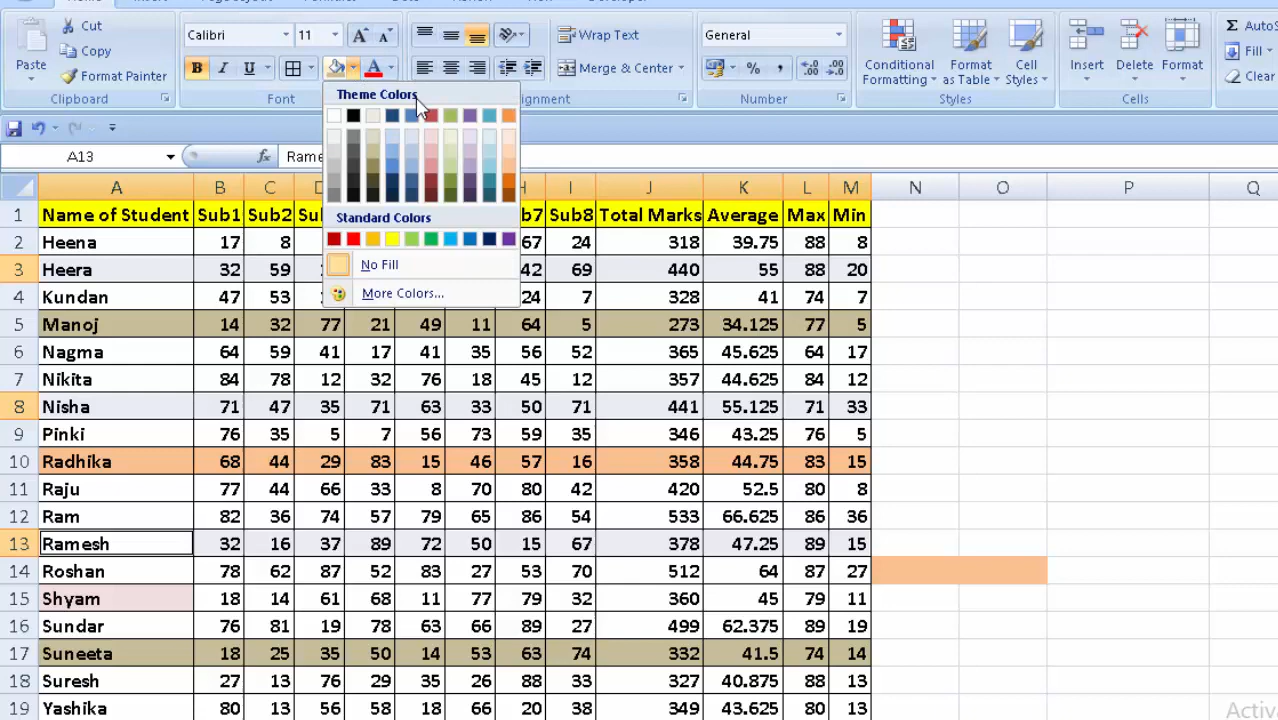 Cut
Copy
Paste
Format Painter
Clipboard
Calibri 11
B I U
Font
Wrap Text
Merge & Center
General
% ,
Number
Conditional Formatting
Format as Table
Cell Styles
Styles
Insert
Delete
Format
Cells
Σ
Fill
Clear
Theme Colors
Standard Colors
No Fill
More Colors...
A13 fx
A B C J K L M N O P Q
1 Name of Student Sub1 Sub2 Sub8 Total Marks Average Max Min
2 Heena 17 8 67 24 318 39.75 88 8
3 Heera 32 59 42 69 440 55 88 20
4 Kundan 47 53 24 7 328 41 74 7
5 Manoj 14 32 77 21 49 11 64 5 273 34.125 77 5
6 Nagma 64 59 41 17 41 35 56 52 365 45.625 64 17
7 Nikita 84 78 12 32 76 18 45 12 357 44.625 84 12
8 Nisha 71 47 35 71 63 33 50 71 441 55.125 71 33
9 Pinki 76 35 5 7 56 73 59 35 346 43.25 76 5
10 Radhika 68 44 29 83 15 46 57 16 358 44.75 83 15
11 Raju 77 44 66 33 8 70 80 42 420 52.5 80 8
12 Ram 82 36 74 57 79 65 86 54 533 66.625 86 36
13 Ramesh 32 16 37 89 72 50 15 67 378 47.25 89 15
14 Roshan 78 62 87 52 83 27 53 70 512 64 87 27
15 Shyam 18 14 61 68 11 77 79 32 360 45 79 11
16 Sundar 76 81 19 78 63 66 89 27 499 62.375 89 19
17 Suneeta 18 25 35 50 14 53 63 74 332 41.5 74 14
18 Suresh 27 13 76 29 35 26 88 33 327 40.875 88 13
19 Yashika 80 13 56 58 18 66 20 38 349 43.625 80 13